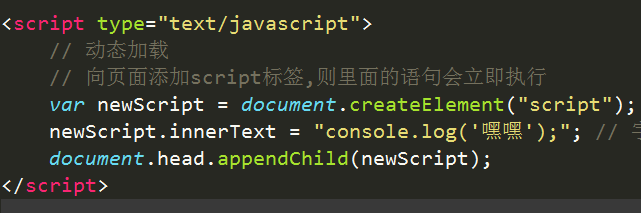 <script type="text/javascript">
// 动态加载
// 向页面添加script标签,则里面的语句会立即执行
var newScript = document.createElement("script");
newScript.innerText = "console.log('嘿嘿');"; //
document.head.appendChild(newScript);
</script>